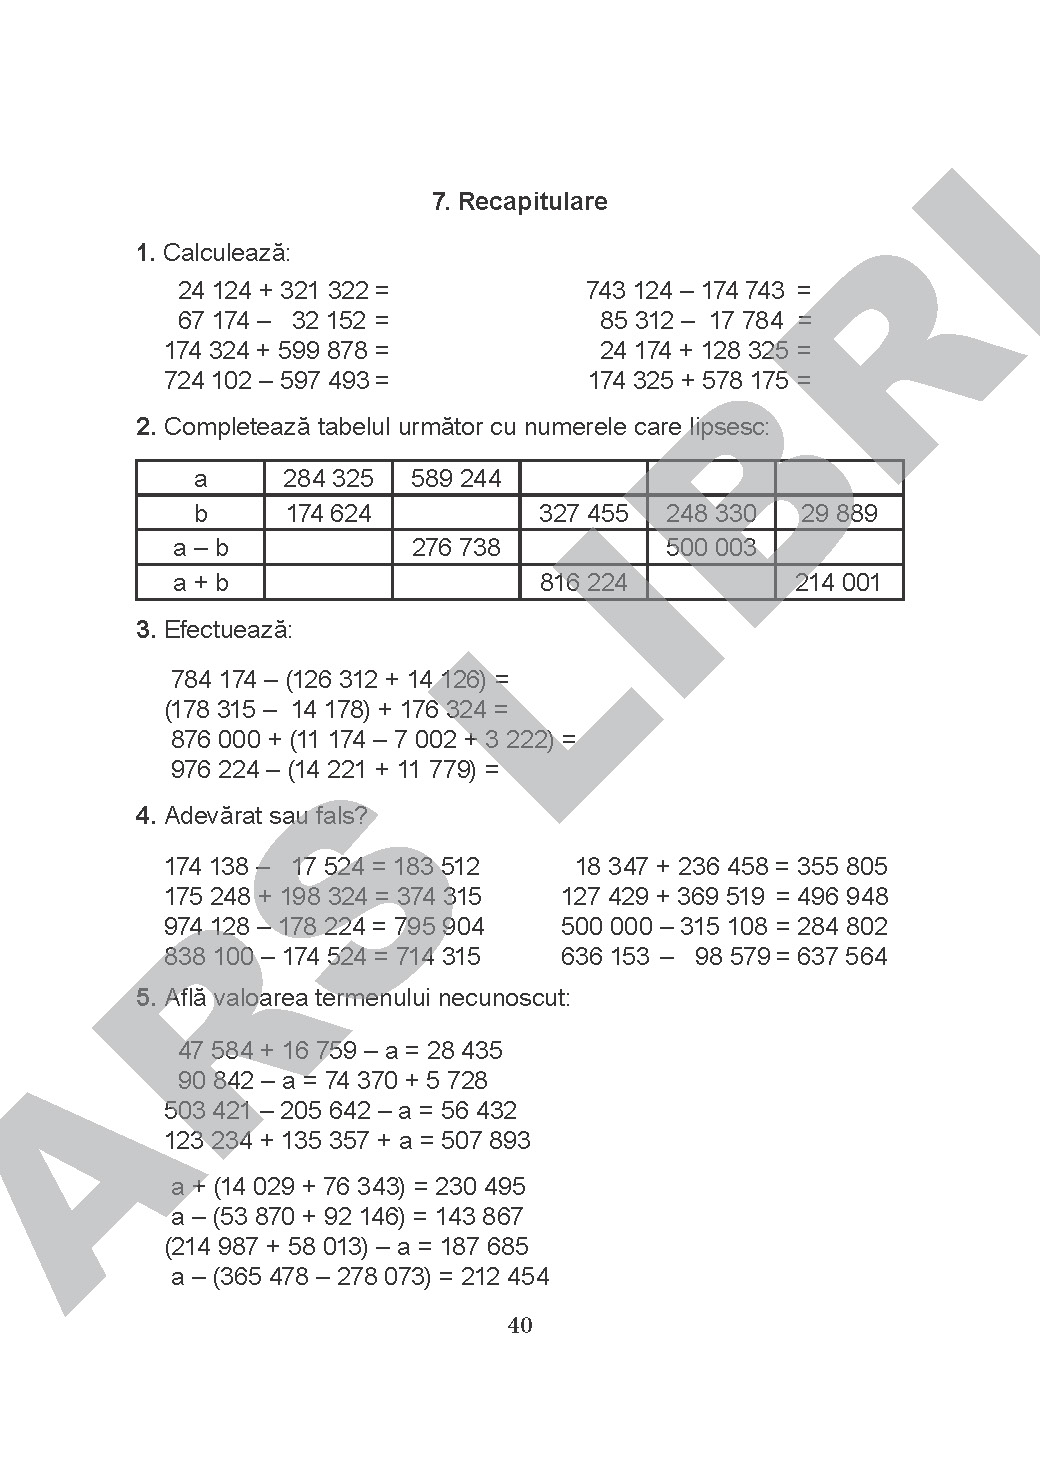 7. Recapitulare
1. Calculează:
24 124 + 321 322 =
67 174 – 32 152 =
174 324 + 599 878 =
724 102 – 597 493 =
743 124 – 174 743 =
85 312 – 17 784 =
24 174 + 128 325 =
174 325 + 578 175 =
2. Completează tabelul următor cu numerele care lipsesc:
a 284 325 589 244
b 174 624 327 455 248 330 29 889
a – b 276 738 500 003
a + b 816 224 214 001
3. Efectuează:
784 174 – (126 312 + 14 126) =
(178 315 – 14 178) + 176 324 =
876 000 + (11 174 – 7 002 + 3 222) =
976 224 – (14 221 + 11 779) =
4. Adevărat sau fals?
174 138 – 17 524 = 183 512
175 248 + 198 324 = 374 315
974 128 – 178 224 = 795 904
838 100 – 174 524 = 714 315
18 347 + 236 458 = 355 805
127 429 + 369 519 = 496 948
500 000 – 315 108 = 284 802
636 153 – 98 579 = 637 564
5. Află valoarea termenului necunoscut:
47 584 + 16 759 – a = 28 435
90 842 – a = 74 370 + 5 728
503 421 – 205 642 – a = 56 432
123 234 + 135 357 + a = 507 893
a + (14 029 + 76 343) = 230 495
a – (53 870 + 92 146) = 143 867
(214 987 + 58 013) – a = 187 685
a – (365 478 – 278 073) = 212 454
40
ARS LIBRI